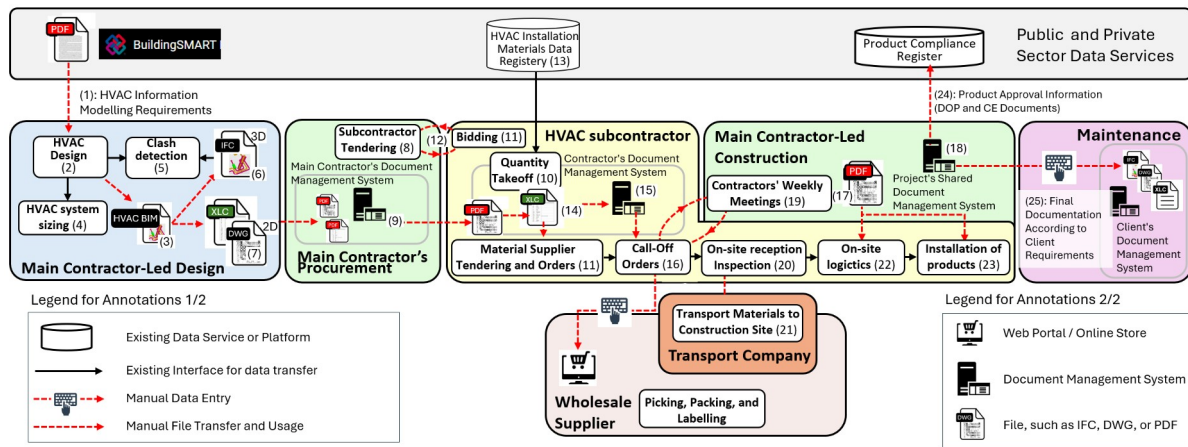 PDF
BuildingSMART
HVAC Installation
Materials Data
Registery (13)
Product Compliance
Register
Public and Private
Sector Data Services
(1): HVAC Information
Modelling Requirements
(24): Product Approval Information
(DOP and CE Documents)
HVAC
Design
(2)
Clash
detection
(5)
3D
IFC
(6)
HVAC system
sizing (4)
HVAC BIM
(3)
XLC
2D
DWG
(7)
Main Contractor-Led Design
Subcontractor
Tendering (8)
(12)
Main Contractor's Document
Management System
PDF
PDF
(9)
Main Contractor's
Procurement
Bidding (11)
HVAC subcontractor
Quantity
Takeoff
(10)
Contractor's Document
Management System
PDF
XLC
(14)
(15)
Material Supplier
Tendering and Orders (11)
Call-Off
Orders (16)
Main Contractor-Led
Construction
Contractors' Weekly
Meetings (19)
(17)
PDF
(18)
Project's Shared
Document
Management System
On-site reception
Inspection (20)
On-site
logictics (22)
Installation of
products (23)
Maintenance
IFC
DWG
XLC
(25): Final
Documentation
According to
Client
Requirements
Client's
Document
Management
System
Transport Materials to
Construction Site (21)
Transport Company
Wholesale
Supplier
Picking, Packing, and
Labelling
Legend for Annotations 1/2
Existing Data Service or Platform
Existing Interface for data transfer
Manual Data Entry
Manual File Transfer and Usage
Legend for Annotations 2/2
Web Portal / Online Store
Document Management System
DWG
File, such as IFC, DWG, or PDF